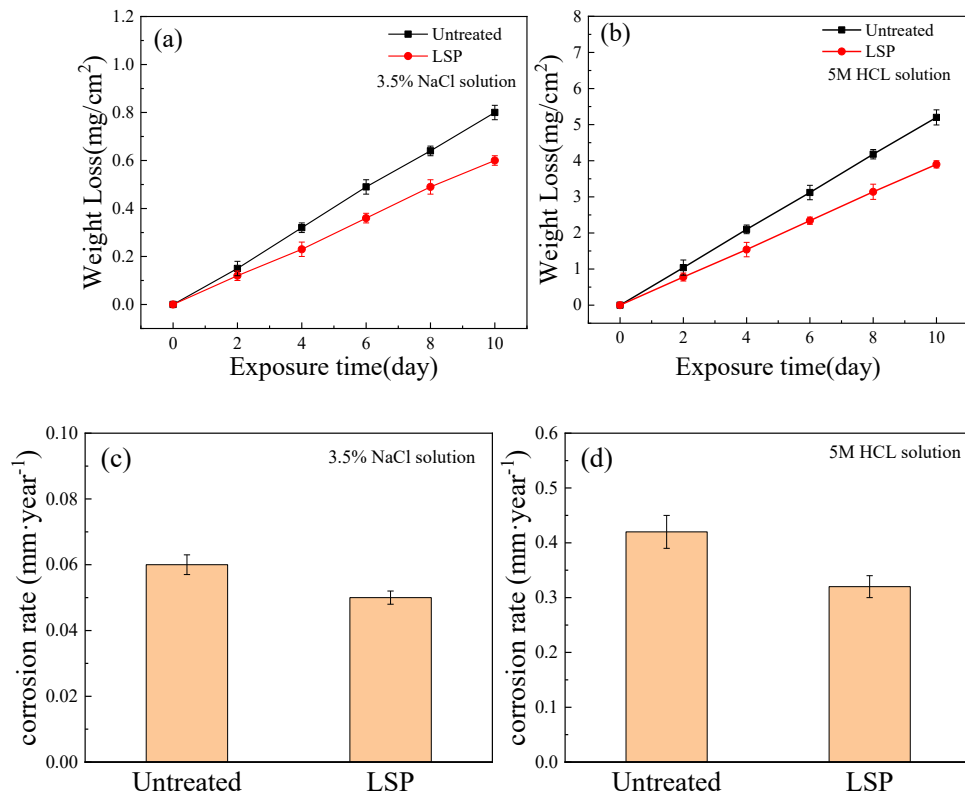 (a)
Untreated
LSP
3.5% NaCl solution
Weight Loss(mg/cm²)
1.2
1.0
0.8
0.6
0.4
0.2
0.0
0 2 4 6 8 10
Exposure time(day)
(b)
Untreated
LSP
5M HCL solution
Weight Loss(mg/cm²)
8
7
6
5
4
3
2
1
0
0 2 4 6 8 10
Exposure time(day)
(c)
3.5% NaCl solution
corrosion rate (mm·year⁻¹)
0.10
0.08
0.06
0.04
0.02
0.00
Untreated LSP
(d)
5M HCL solution
corrosion rate (mm·year⁻¹)
0.6
0.5
0.4
0.3
0.2
0.1
0.0
Untreated LSP